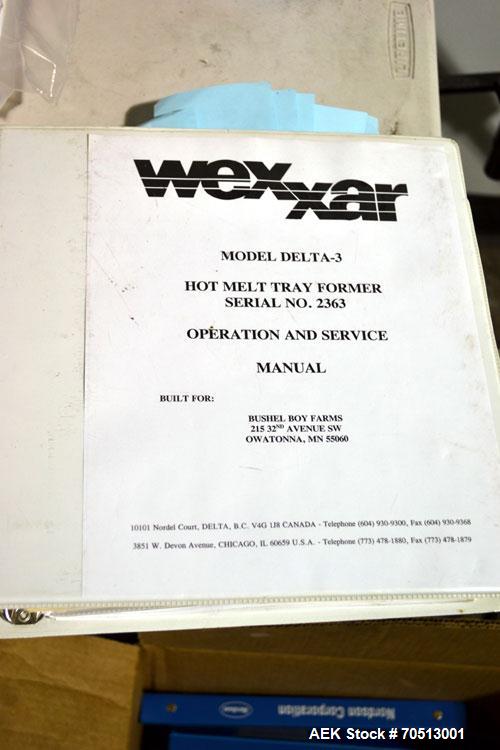 LIFETIME
wexxar
MODEL DELTA-3
HOT MELT TRAY FORMER
SERIAL NO. 2363
OPERATION AND SERVICE
MANUAL
BUILT FOR:
BUSHEL BOY FARMS
215 32ND AVENUE SW
OWATONNA, MN 55060
10101 Nordel Court, DELTA, B.C. V4G 1J8 CANADA - Telephone (604) 930-9300, Fax (604) 930-9368
3851 W. Devon Avenue, CHICAGO, IL 60659 U.S.A. - Telephone (773) 478-1880, Fax (773) 478-1879
Nordson Corporation
Nordson
AEK Stock # 70513001